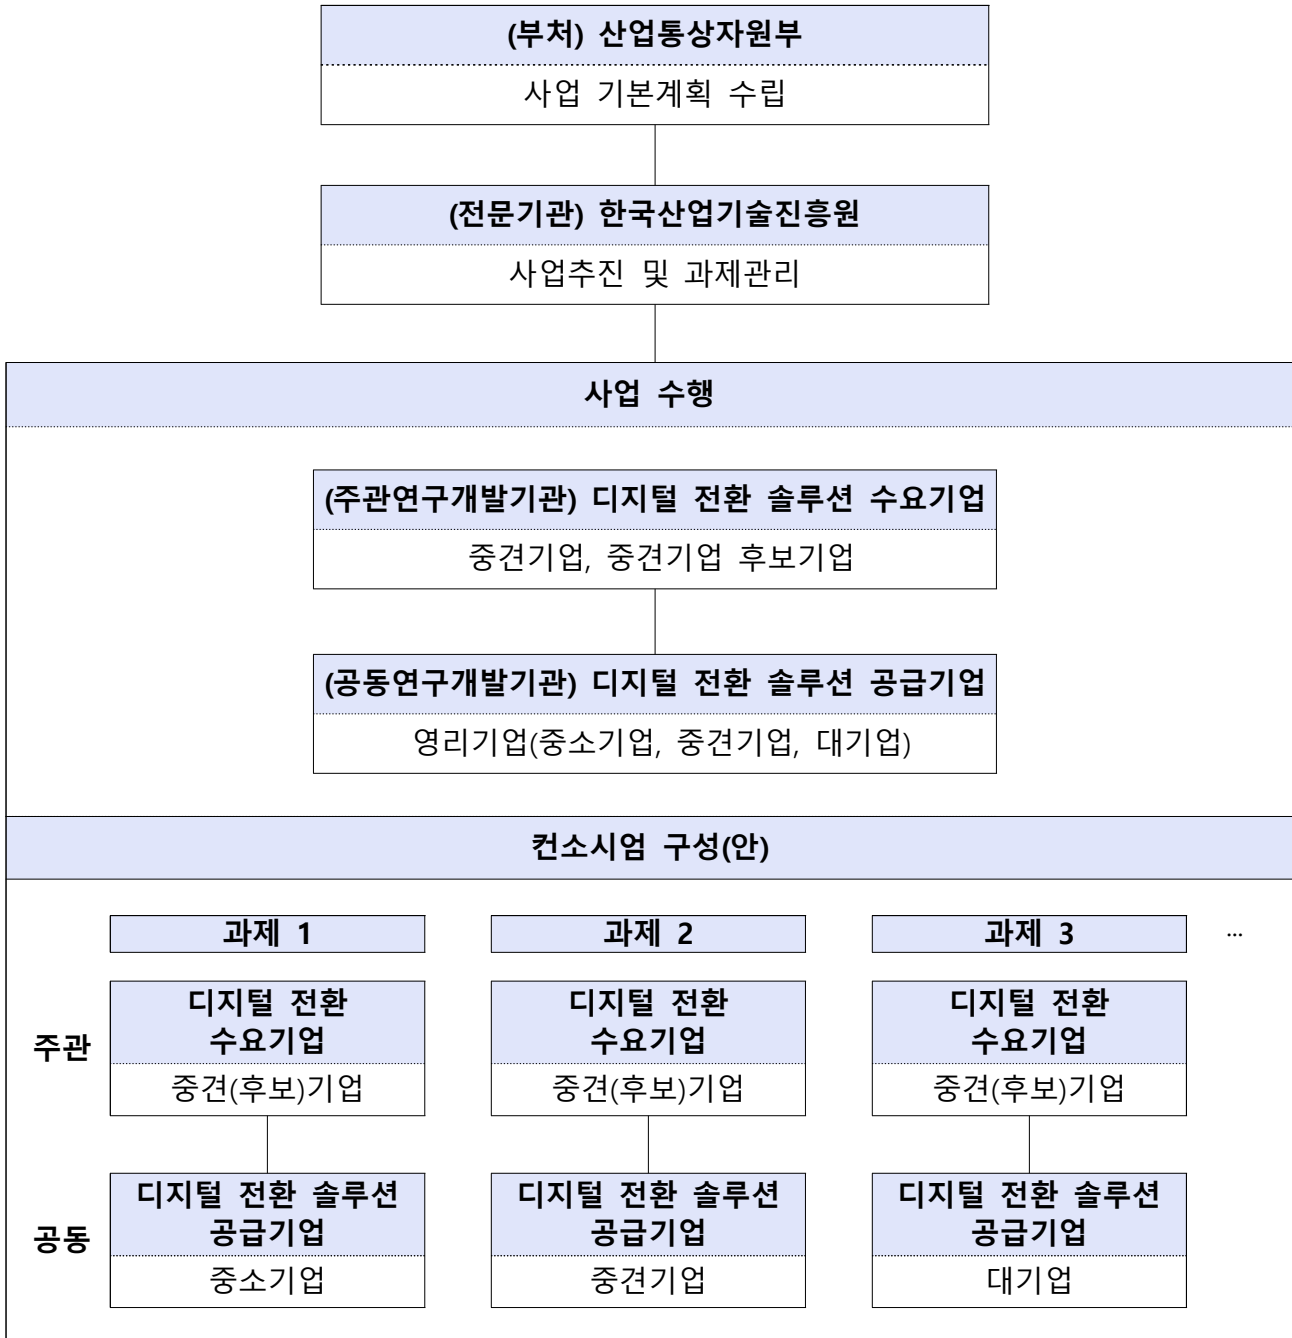 (부처) 산업통상자원부
사업 기본계획 수립
(전문기관) 한국산업기술진흥원
사업추진 및 과제관리
사업 수행
(주관연구개발기관) 디지털 전환 솔루션 수요기업
중견기업, 중견기업 후보기업
(공동연구개발기관) 디지털 전환 솔루션 공급기업
영리기업(중소기업, 중견기업, 대기업)
컨소시엄 구성(안)
과제 1
과제 2
과제 3
...
주관
디지털 전환
수요기업
중견(후보)기업
디지털 전환
수요기업
중견(후보)기업
디지털 전환
수요기업
중견(후보)기업
공동
디지털 전환 솔루션
공급기업
중소기업
디지털 전환 솔루션
공급기업
중견기업
디지털 전환 솔루션
공급기업
대기업